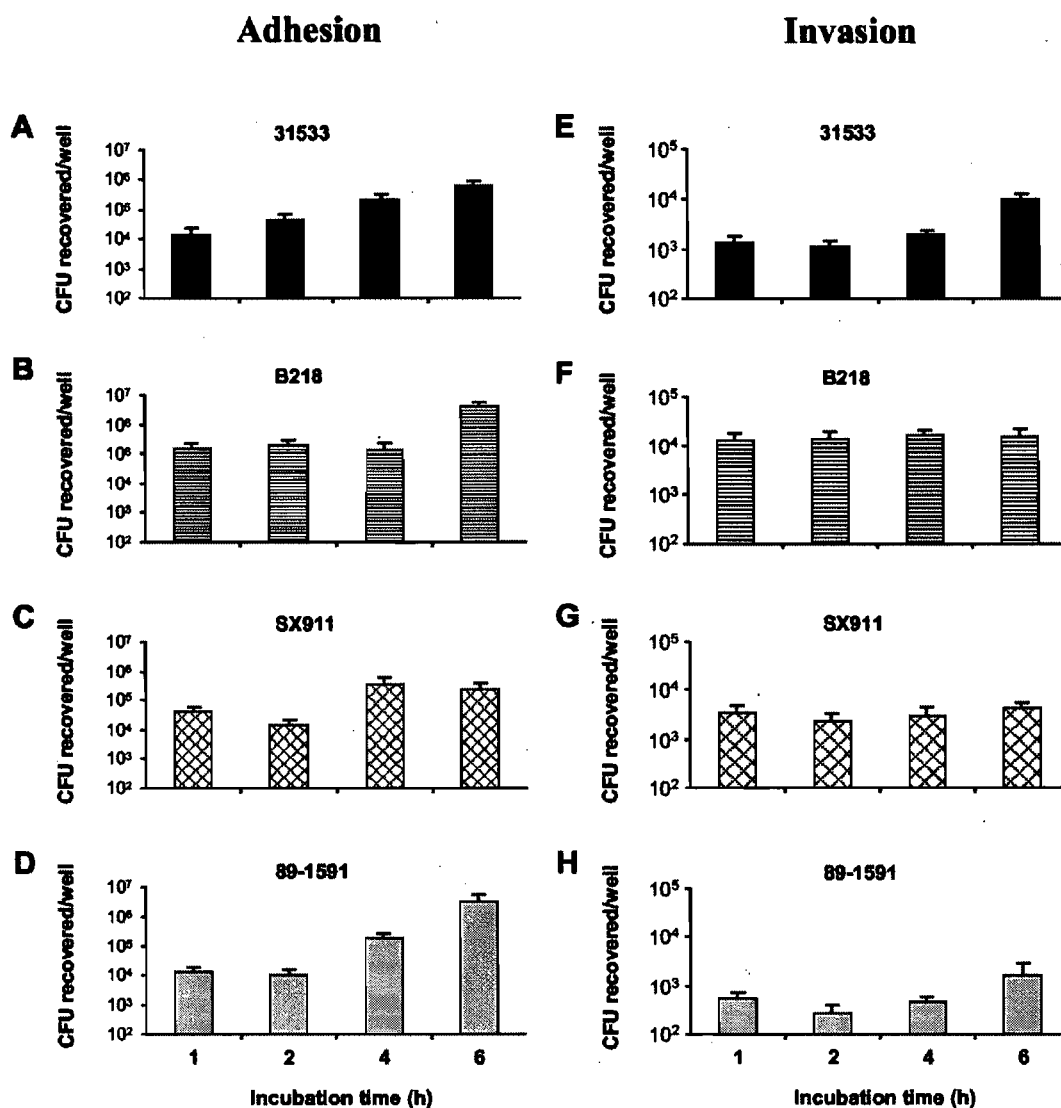 Adhesion
Invasion
A
31533
CFU recovered/well
10⁷
10⁶
10⁵
10⁴
10³
10²
E
31533
CFU recovered/well
10⁵
10⁴
10³
10²
B
B218
CFU recovered/well
10⁷
10⁶
10⁵
10⁴
10³
10²
F
B218
CFU recovered/well
10⁵
10⁴
10³
10²
C
SX911
CFU recovered/well
10⁷
10⁶
10⁵
10⁴
10³
10²
G
SX911
CFU recovered/well
10⁵
10⁴
10³
10²
D
89-1591
CFU recovered/well
10⁷
10⁶
10⁵
10⁴
10³
10²
1 2 4 6
Incubation time (h)
H
89-1591
CFU recovered/well
10⁵
10⁴
10³
10²
1 2 4 6
Incubation time (h)